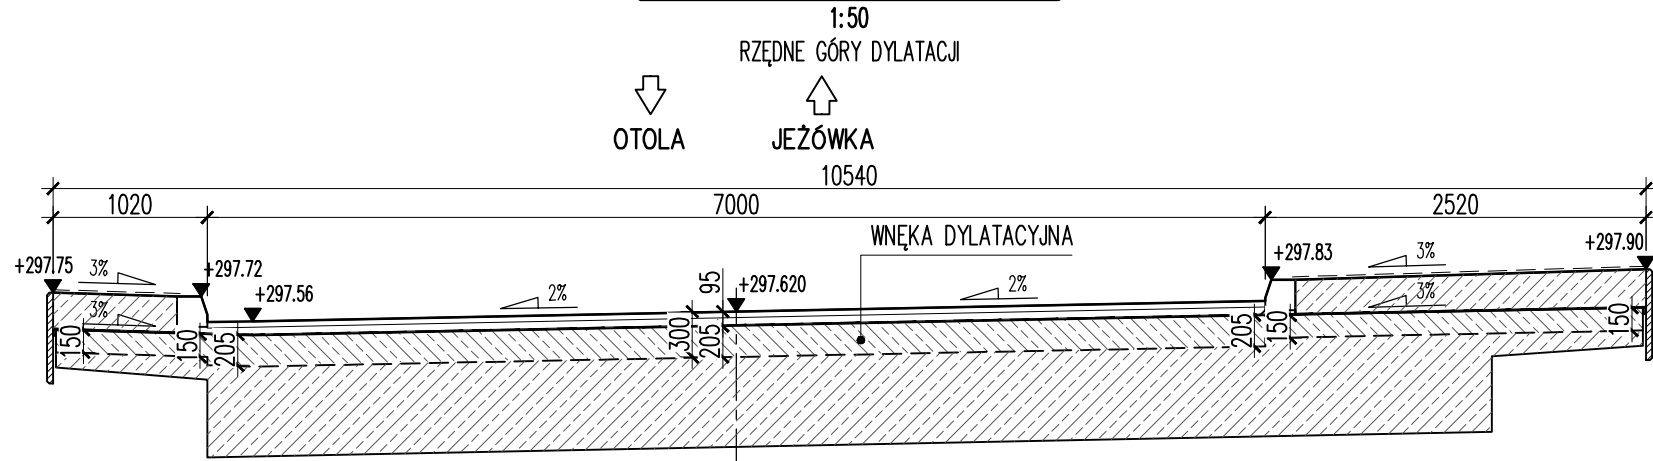 1:50
RZĘDNE GÓRY DYLATACJI
OTOLA JEŻÓWKA
10540
1020 7000 2520
WNĘKA DYLATACYJNA
+297.75 3% +297.72 +297.56 2% 95 +297.620 2% +297.83 3% +297.90
3% 3%
150 150 205 300 205 205 150 150